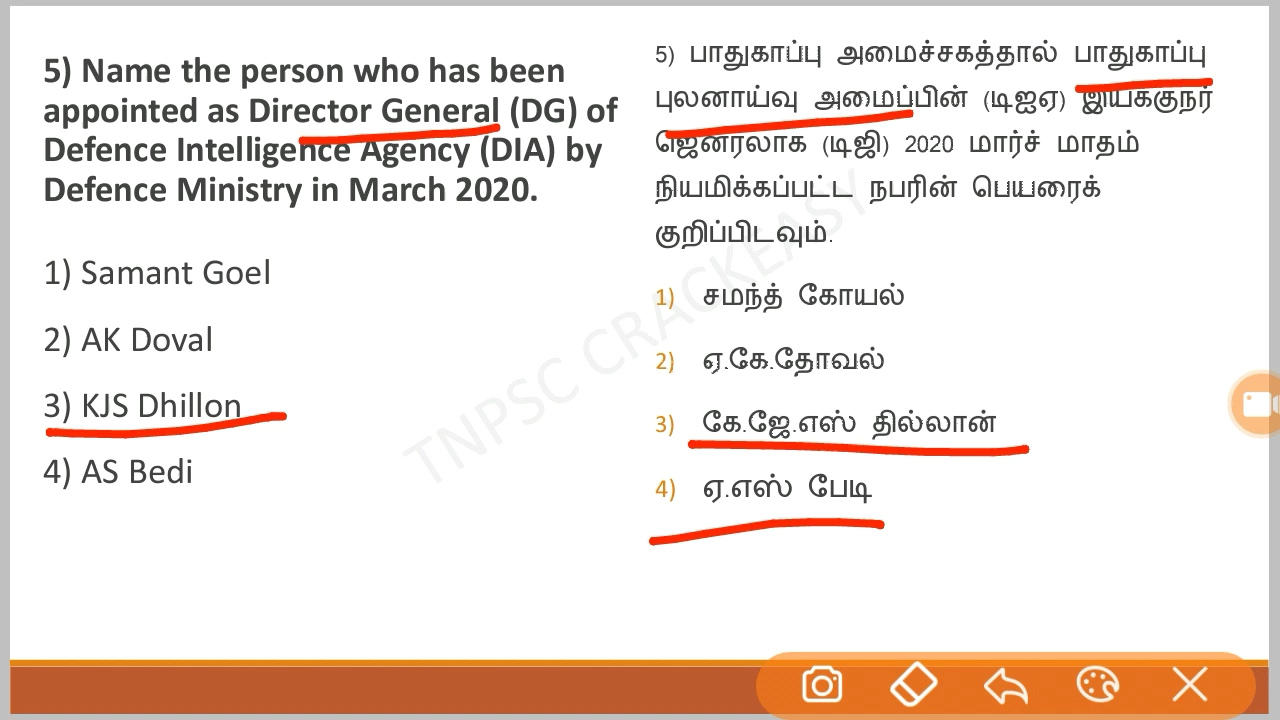 5) Name the person who has been
appointed as Director General (DG) of
Defence Intelligence Agency (DIA) by
Defence Ministry in March 2020.
1) Samant Goel
2) AK Doval
3) KJS Dhillon
4) AS Bedi
5) பாதுகாப்பு அமைச்சகத்தால் பாதுகாப்பு
புலனாய்வு அமைப்பின் (டிஐஏ) இயக்குநர்
ஜெனரலாக (டிஜி) 2020 மார்ச் மாதம்
நியமிக்கப்பட்ட நபரின் பெயரைக்
குறிப்பிடவும்.
1) சமந்த் கோயல்
2) ஏ.கே.தோவல்
3) கே.ஜே.எஸ் தில்லான்
4) ஏ.எஸ் பேடி
TNPSC CRACKEASY